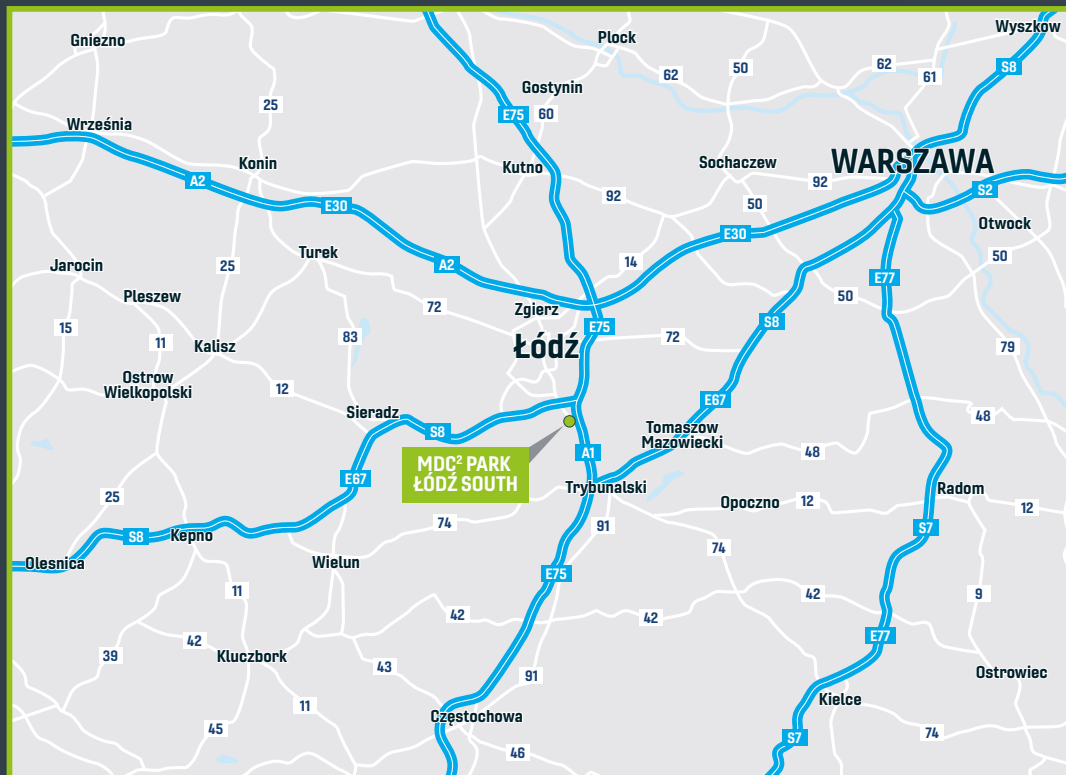 Wyszkow
Gniezno
Plock
62
50
62
61
S8
Gostynin
25
E75
60
Września
Konin
Kutno
Sochaczew
WARSZAWA
A2
92
92
S2
E30
50
Otwock
E30
Turek
14
50
Jarocin
25
A2
E77
Pleszew
72
Zgierz
50
15
11
83
E75
72
S8
Kalisz
Łódź
79
Ostrow
Wielkopolski
12
E67
Sieradz
48
S8
Tomaszow
Mazowiecki
A1
48
MDC² PARK
ŁÓDŹ SOUTH
E67
Trybunalski
25
Opoczno
12
Radom
12
74
91
S7
S8
Kepno
74
Olesnica
Wielun
E75
11
42
42
42
9
42
E77
39
Kluczbork
43
91
Ostrowiec
Kielce
11
Częstochowa
45
46
S7
74